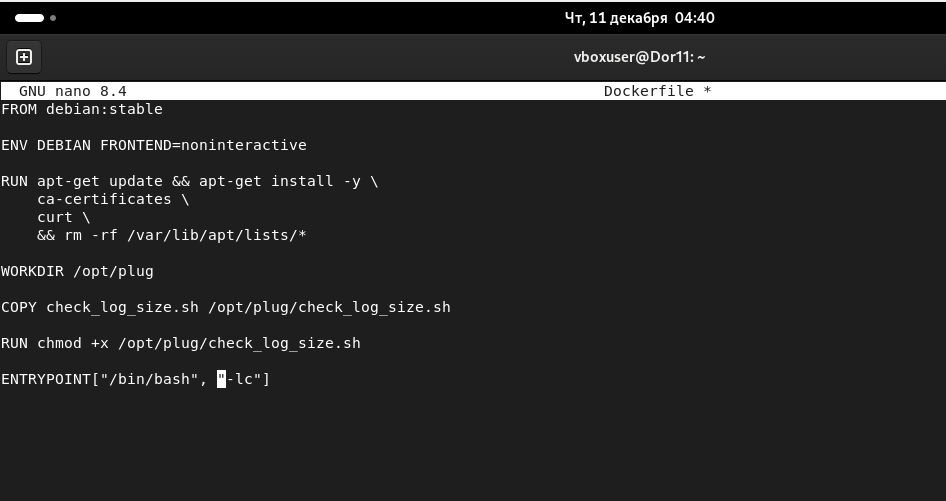 Чт, 11 декабря 04:40
vboxuser@Dor11: ~
GNU nano 8.4 Dockerfile *
FROM debian:stable
ENV DEBIAN FRONTEND=noninteractive
RUN apt-get update && apt-get install -y \
ca-certificates \
curt \
&& rm -rf /var/lib/apt/lists/*
WORKDIR /opt/plug
COPY check_log_size.sh /opt/plug/check_log_size.sh
RUN chmod +x /opt/plug/check_log_size.sh
ENTRYPOINT["/bin/bash", "-lc"]